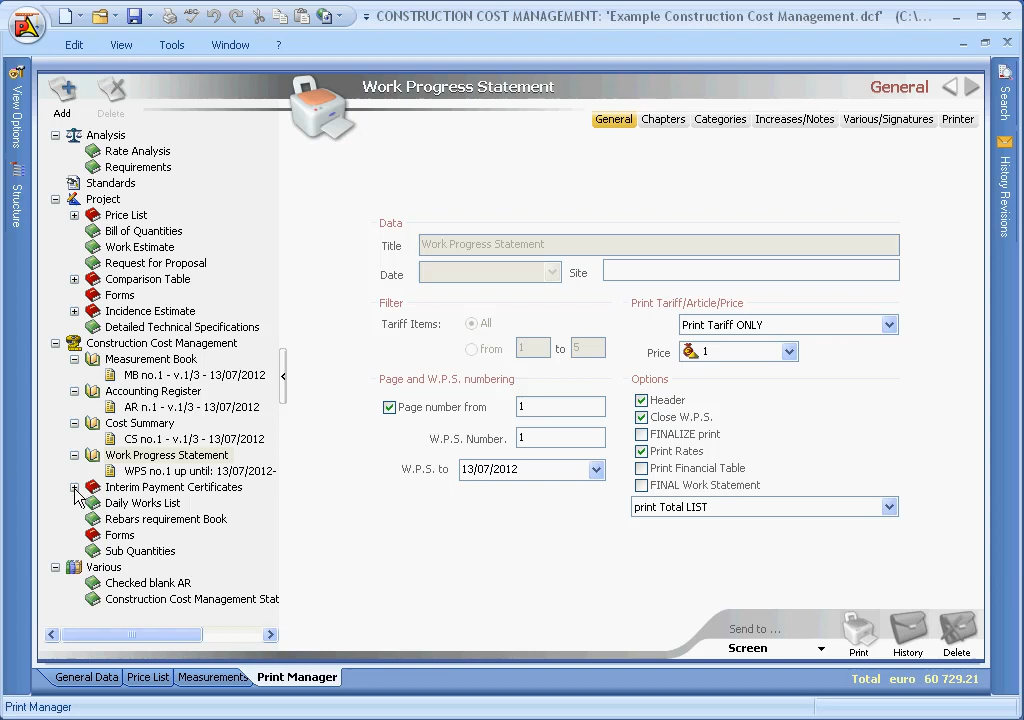 CONSTRUCTION COST MANAGEMENT: 'Example Construction Cost Management.dcf' (C:\...
Edit View Tools Window ?
View Options
Structure
Add
Delete
Work Progress Statement
General
General Chapters Categories Increases/Notes Various/Signatures Printer
Search
History Revisions
Analysis
Rate Analysis
Requirements
Standards
Project
Price List
Bill of Quantities
Work Estimate
Request for Proposal
Comparison Table
Forms
Incidence Estimate
Detailed Technical Specifications
Construction Cost Management
Measurement Book
MB no.1 - v.1/3 - 13/07/2012
Accounting Register
AR n.1 - v.1/3 - 13/07/2012
Cost Summary
CS no.1 - v.1/3 - 13/07/2012
Work Progress Statement
WPS no.1 up until: 13/07/2012-
Interim Payment Certificates
Daily Works List
Rebars requirement Book
Forms
Sub Quantities
Various
Checked blank AR
Construction Cost Management Stat
Data
Title Work Progress Statement
Date Site
Filter
Tariff Items: All
from 1 to 5
Print Tariff/Article/Price
Print Tariff ONLY
Price 1
Page and W.P.S. numbering
Page number from 1
W.P.S. Number. 1
W.P.S. to 13/07/2012
Options
Header
Close W.P.S.
FINALIZE print
Print Rates
Print Financial Table
FINAL Work Statement
print Total LIST
Send to ...
Screen
Print History Delete
General Data Price List Measurements Print Manager
Total euro 60 729.21
Print Manager